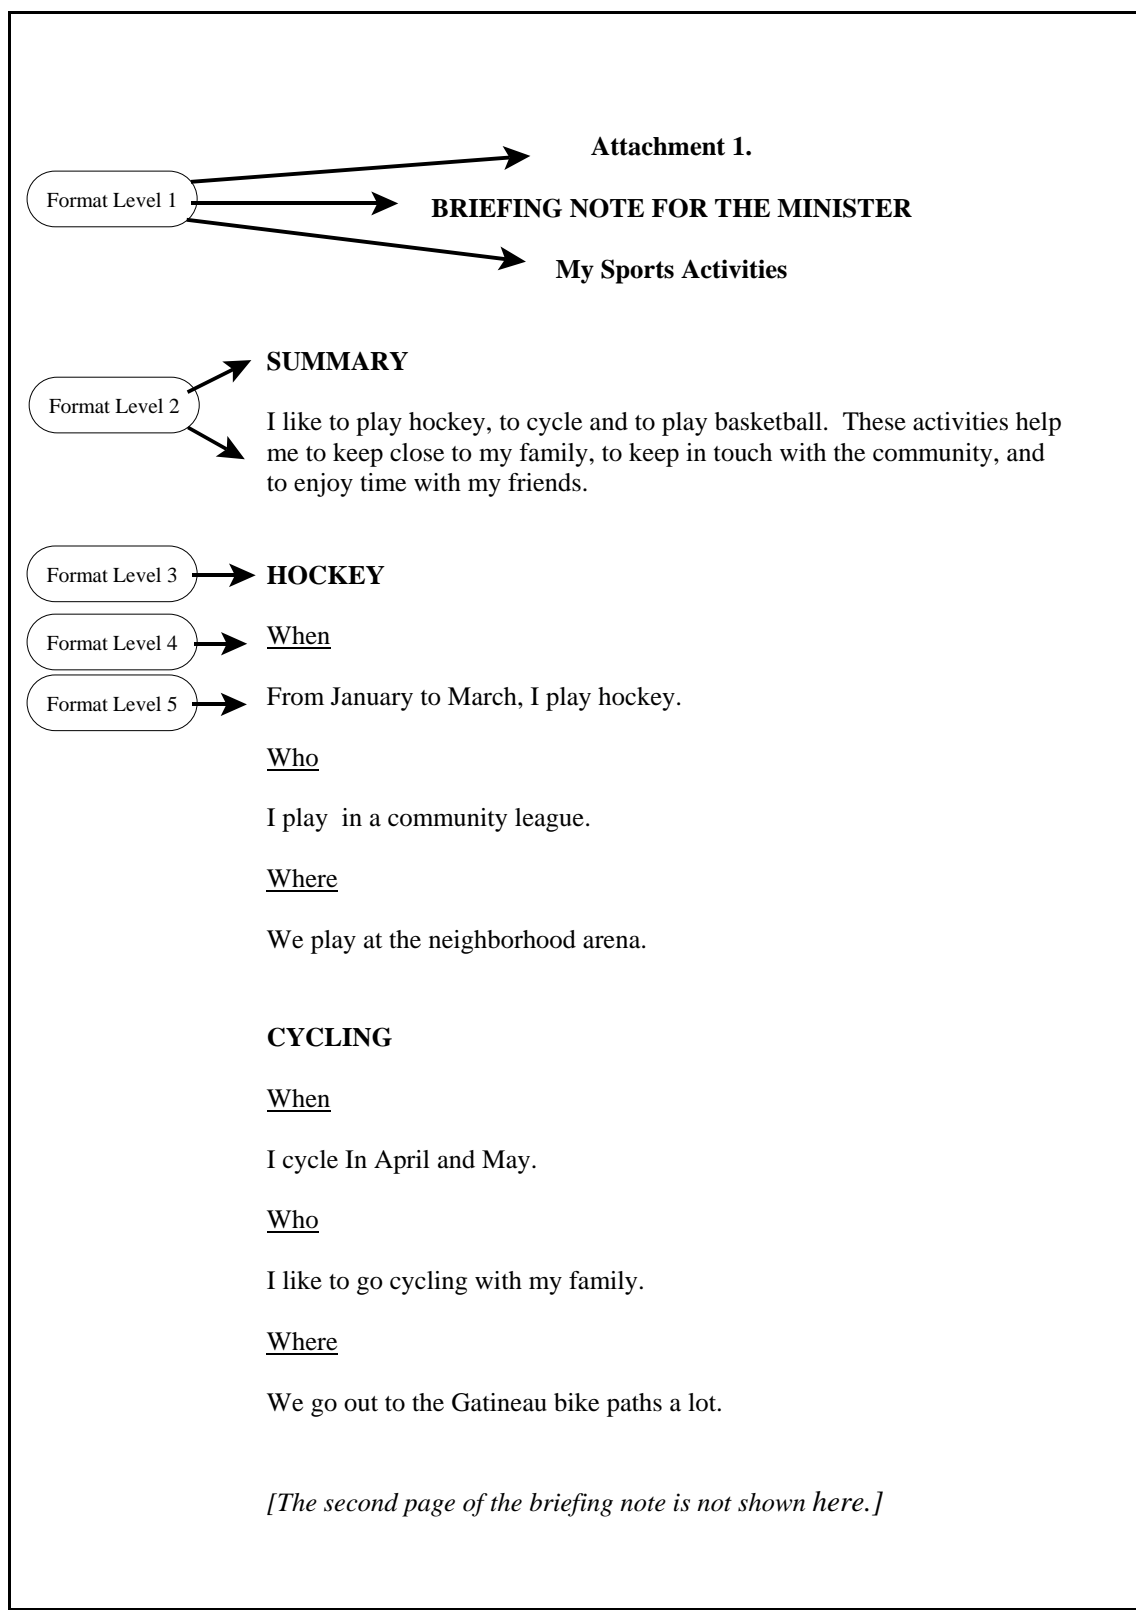 Attachment 1.
Format Level 1
BRIEFING NOTE FOR THE MINISTER
My Sports Activities
SUMMARY
Format Level 2
I like to play hockey, to cycle and to play basketball.  These activities help
me to keep close to my family, to keep in touch with the community, and
to enjoy time with my friends.
Format Level 3
HOCKEY
Format Level 4
When
Format Level 5
From January to March, I play hockey.
Who
I play  in a community league.
Where
We play at the neighborhood arena.
CYCLING
When
I cycle In April and May.
Who
I like to go cycling with my family.
Where
We go out to the Gatineau bike paths a lot.
[The second page of the briefing note is not shown here.]